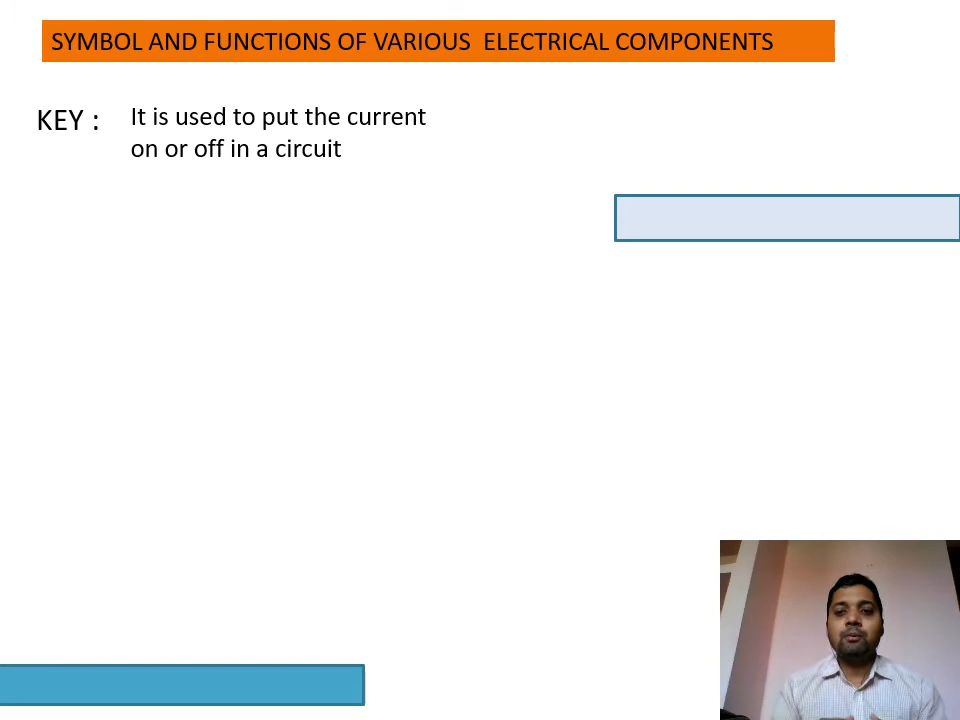 SYMBOL AND FUNCTIONS OF VARIOUS ELECTRICAL COMPONENTS
KEY : It is used to put the current
on or off in a circuit